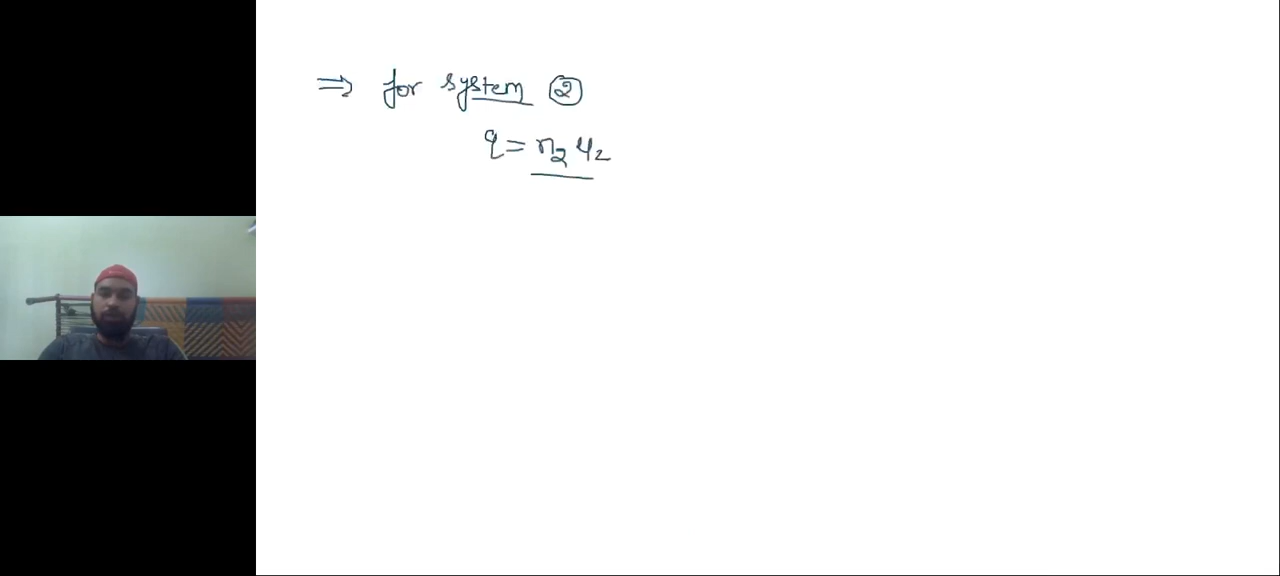 ⇒ for system ②
q = n₂ u₂